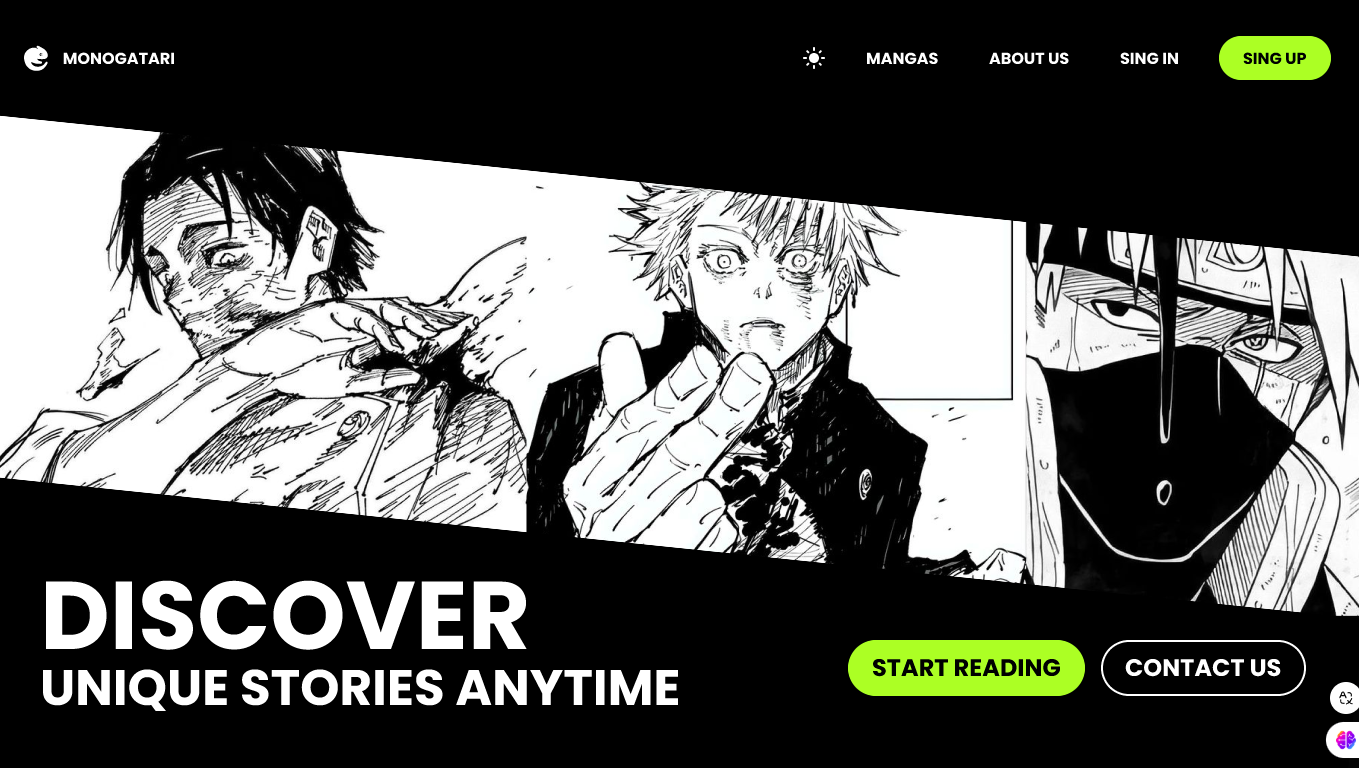 MONOGATARI
MANGAS ABOUT US SING IN SING UP
DISCOVER
UNIQUE STORIES ANYTIME
START READING CONTACT US